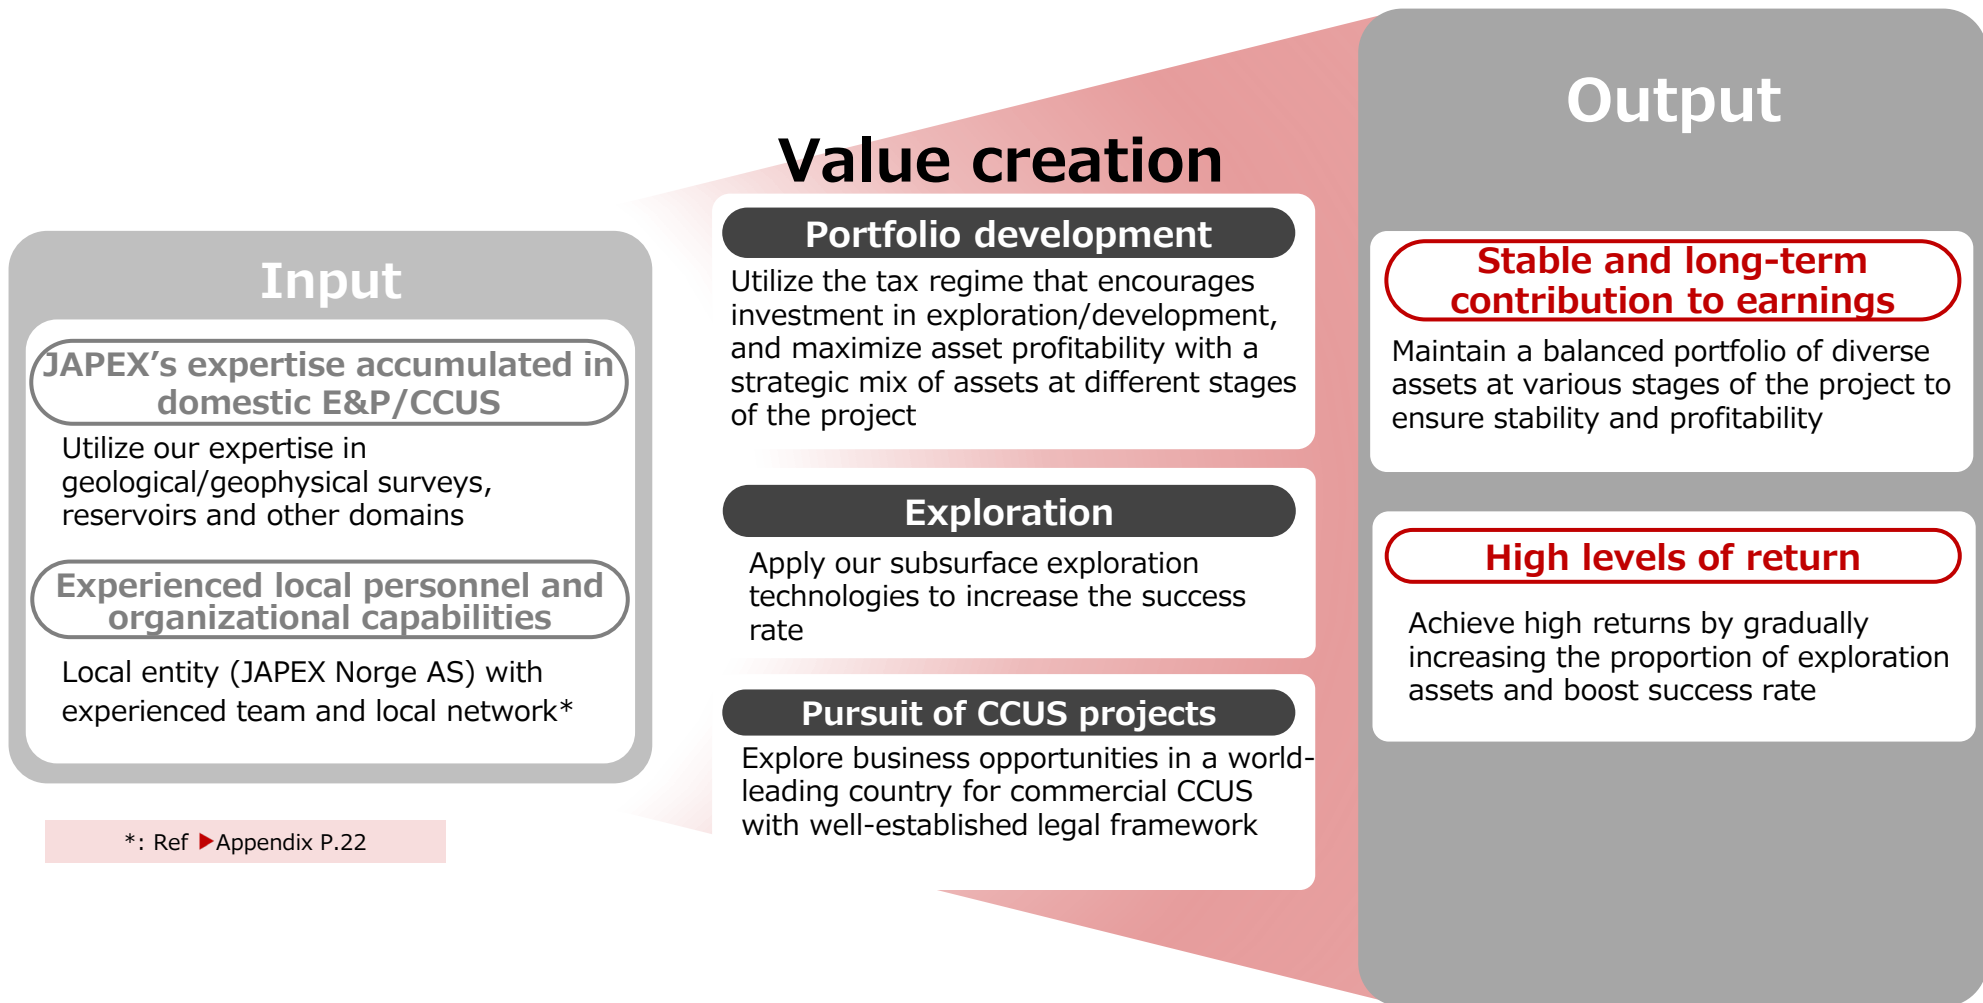 Input
JAPEX’s expertise accumulated in
domestic E&P/CCUS
Utilize our expertise in
geological/geophysical surveys,
reservoirs and other domains
Experienced local personnel and
organizational capabilities
Local entity (JAPEX Norge AS) with
experienced team and local network*
*: Ref ▶Appendix P.22
Value creation
Portfolio development
Utilize the tax regime that encourages
investment in exploration/development,
and maximize asset profitability with a
strategic mix of assets at different stages
of the project
Exploration
Apply our subsurface exploration
technologies to increase the success
rate
Pursuit of CCUS projects
Explore business opportunities in a world-
leading country for commercial CCUS
with well-established legal framework
Output
Stable and long-term
contribution to earnings
Maintain a balanced portfolio of diverse
assets at various stages of the project to
ensure stability and profitability
High levels of return
Achieve high returns by gradually
increasing the proportion of exploration
assets and boost success rate